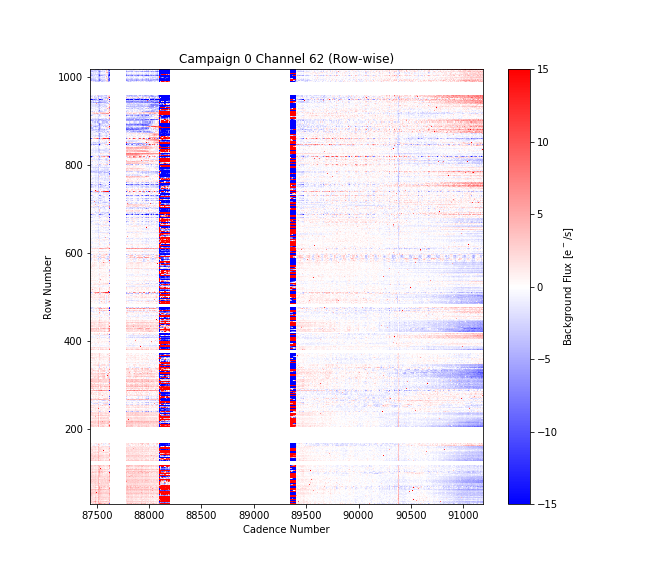 Campaign 0 Channel 62 (Row-wise)
1000
800
600
400
200
Row Number
87500 88000 88500 89000 89500 90000 90500 91000
Cadence Number
15
10
5
0
−5
−10
−15
Background Flux [e⁻/s]